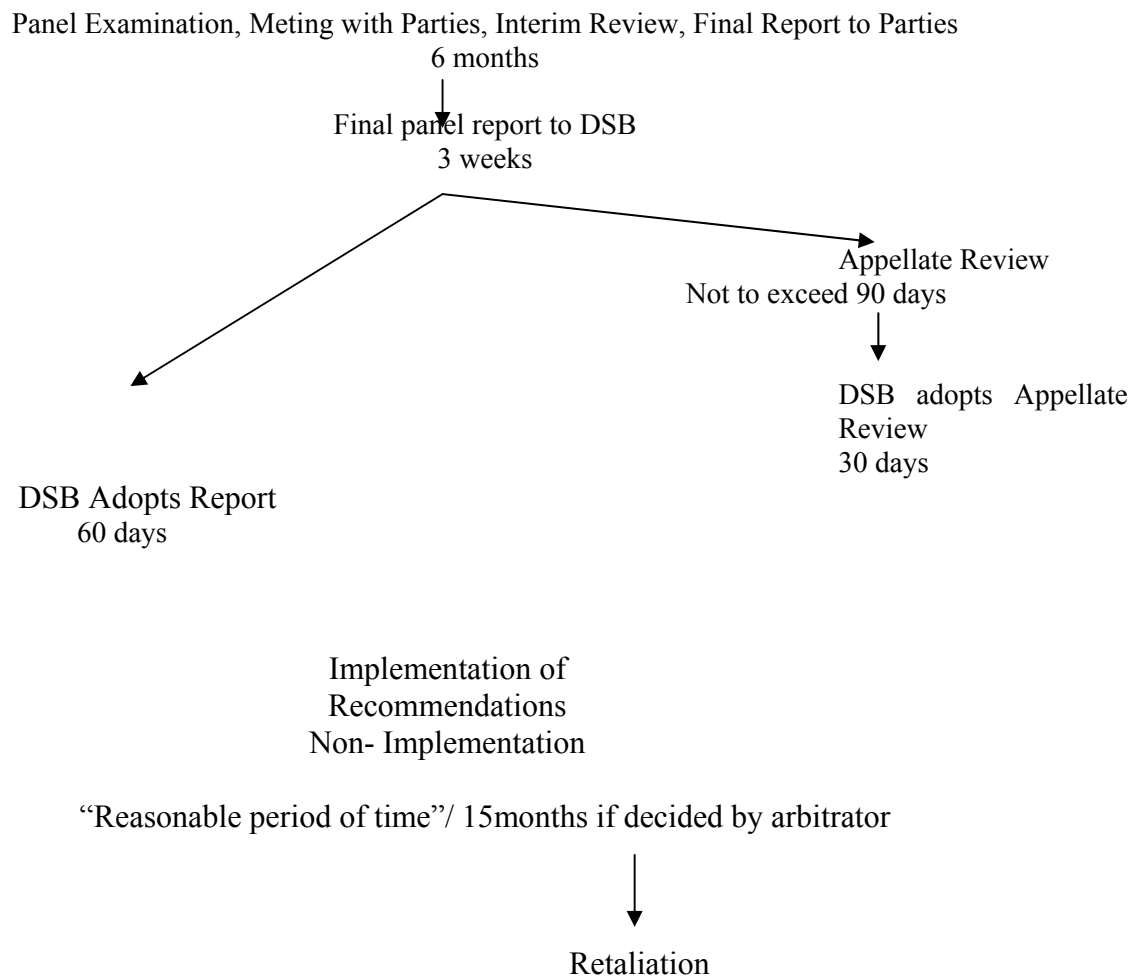 Panel Examination, Meting with Parties, Interim Review, Final Report to Parties
6 months
Final panel report to DSB
3 weeks
Appellate Review
Not to exceed 90 days
DSB adopts Appellate
Review
30 days
DSB Adopts Report
60 days
Implementation of
Recommendations
Non- Implementation
“Reasonable period of time”/ 15months if decided by arbitrator
Retaliation